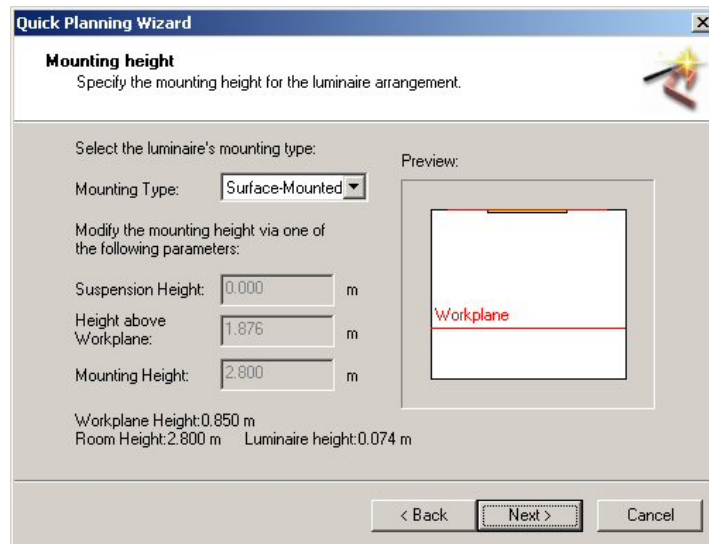 Quick Planning Wizard
Mounting height
Specify the mounting height for the luminaire arrangement.
Select the luminaire's mounting type:
Mounting Type: Surface-Mounted
Modify the mounting height via one of
the following parameters:
Suspension Height: 0.000 m
Height above
Workplane: 1.876 m
Mounting Height: 2.800 m
Workplane Height:0.850 m
Room Height:2.800 m Luminaire height:0.074 m
Preview:
Workplane
< Back Next > Cancel